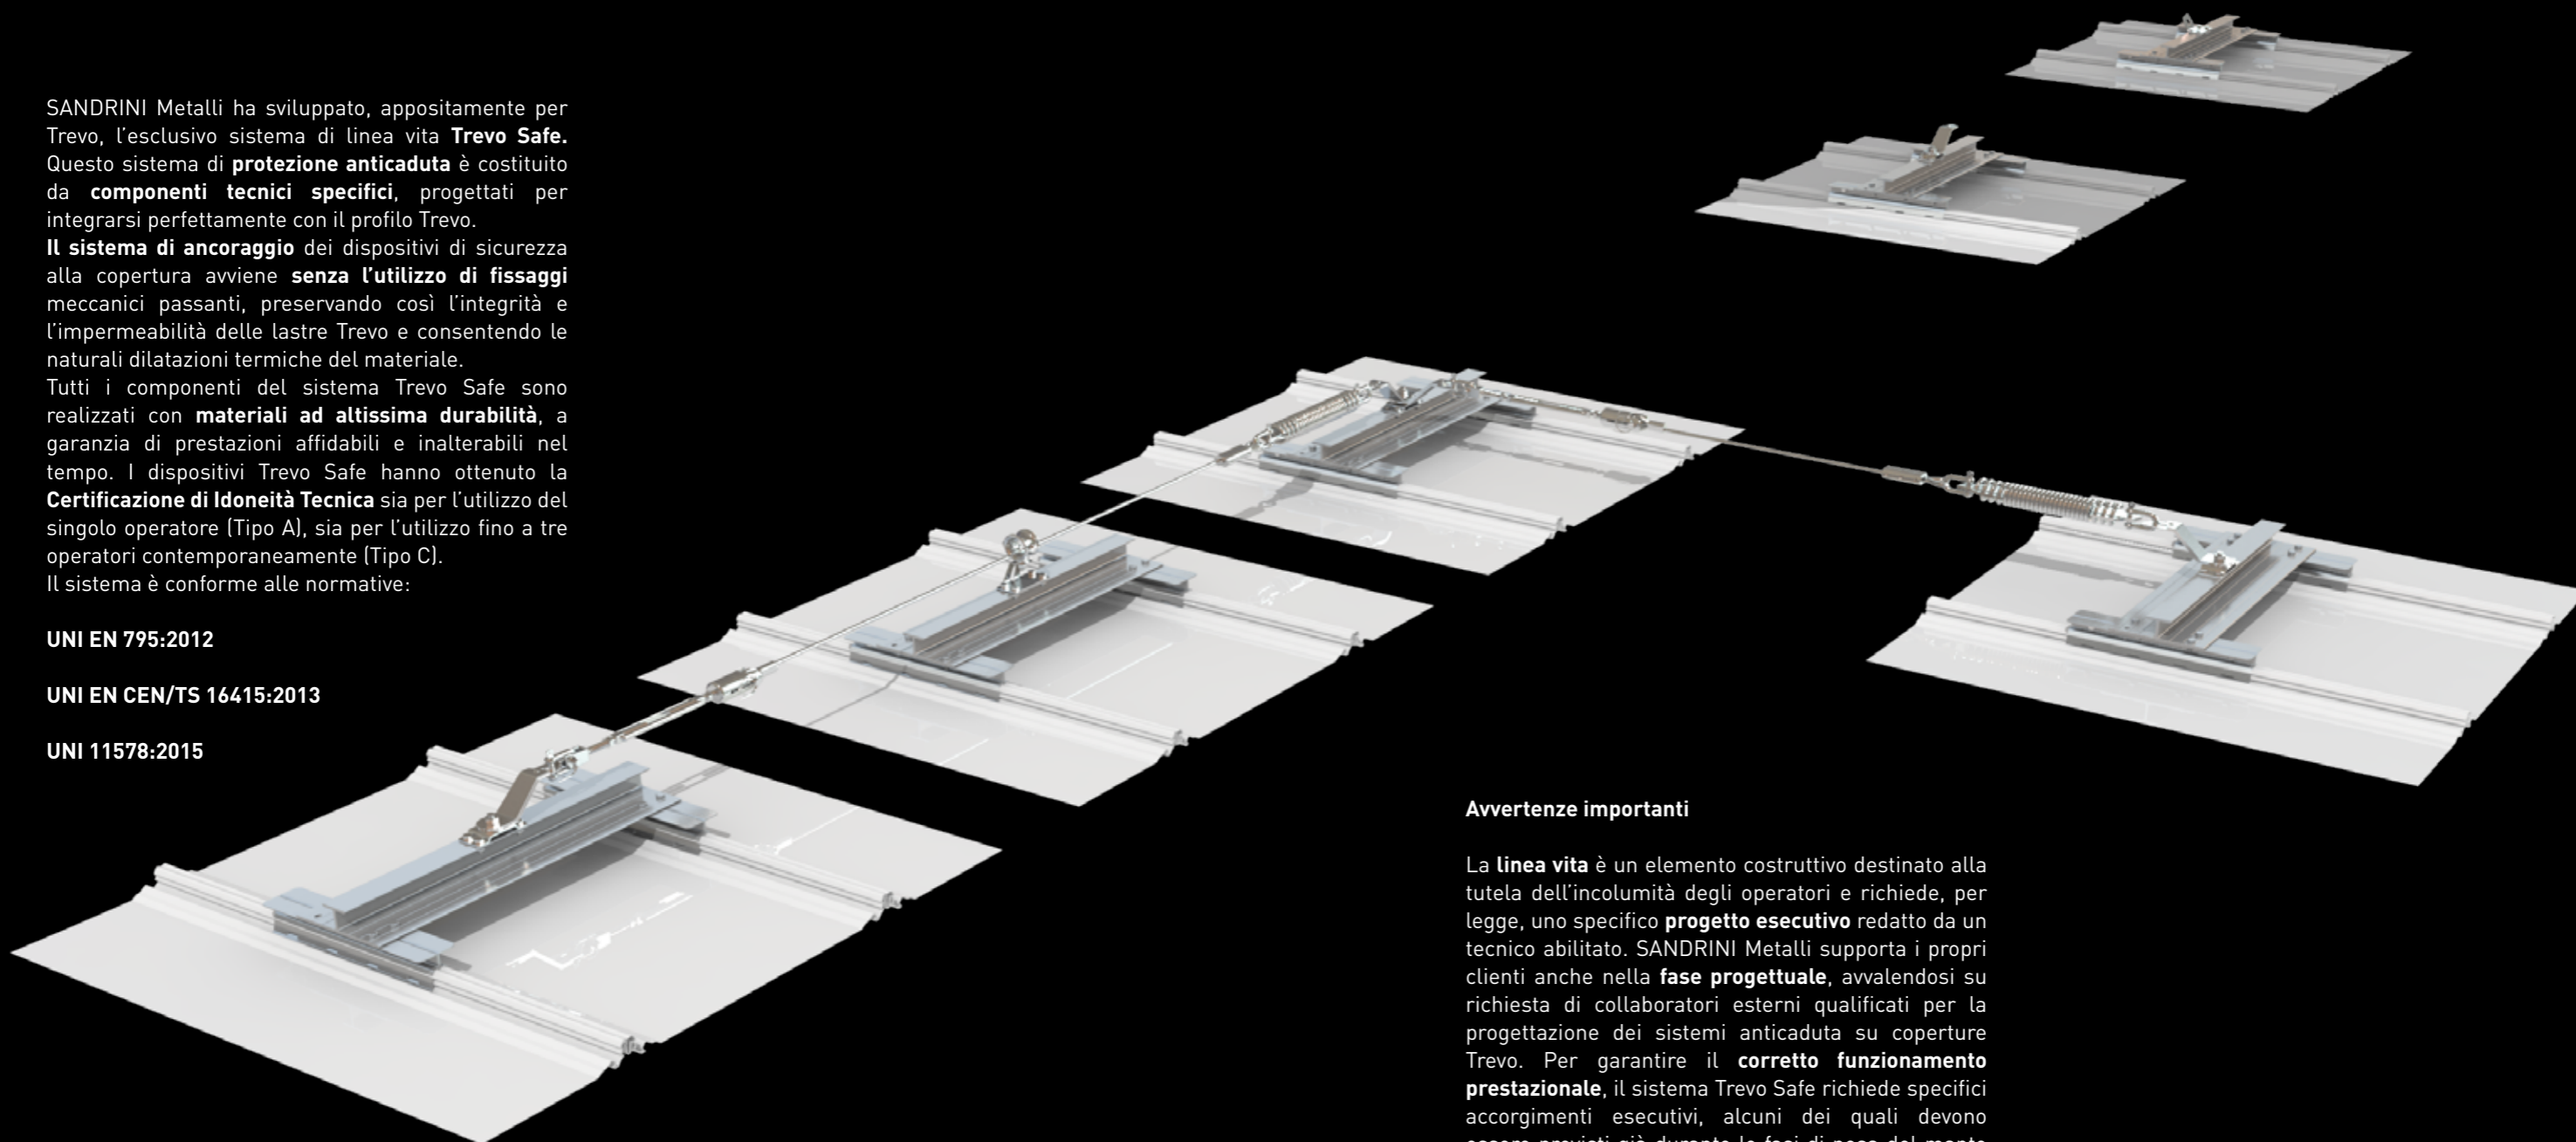 SANDRINI Metalli ha sviluppato, appositamente per
Trevo, l'esclusivo sistema di linea vita Trevo Safe.
Questo sistema di protezione anticaduta è costituito
da componenti tecnici specifici, progettati per
integrarsi perfettamente con il profilo Trevo.
Il sistema di ancoraggio dei dispositivi di sicurezza
alla copertura avviene senza l'utilizzo di fissaggi
meccanici passanti, preservando così l'integrità e
l'impermeabilità delle lastre Trevo e consentendo le
naturali dilatazioni termiche del materiale.
Tutti i componenti del sistema Trevo Safe sono
realizzati con materiali ad altissima durabilità, a
garanzia di prestazioni affidabili e inalterabili nel
tempo. I dispositivi Trevo Safe hanno ottenuto la
Certificazione di Idoneità Tecnica sia per l'utilizzo del
singolo operatore (Tipo A), sia per l'utilizzo fino a tre
operatori contemporaneamente (Tipo C).
Il sistema è conforme alle normative:
UNI EN 795:2012
UNI EN CEN/TS 16415:2013
UNI 11578:2015
Avvertenze importanti
La linea vita è un elemento costruttivo destinato alla
tutela dell'incolumità degli operatori e richiede, per
legge, uno specifico progetto esecutivo redatto da un
tecnico abilitato. SANDRINI Metalli supporta i propri
clienti anche nella fase progettuale, avvalendosi su
richiesta di collaboratori esterni qualificati per la
progettazione dei sistemi anticaduta su coperture
Trevo. Per garantire il corretto funzionamento
prestazionale, il sistema Trevo Safe richiede specifici
accorgimenti esecutivi, alcuni dei quali devono